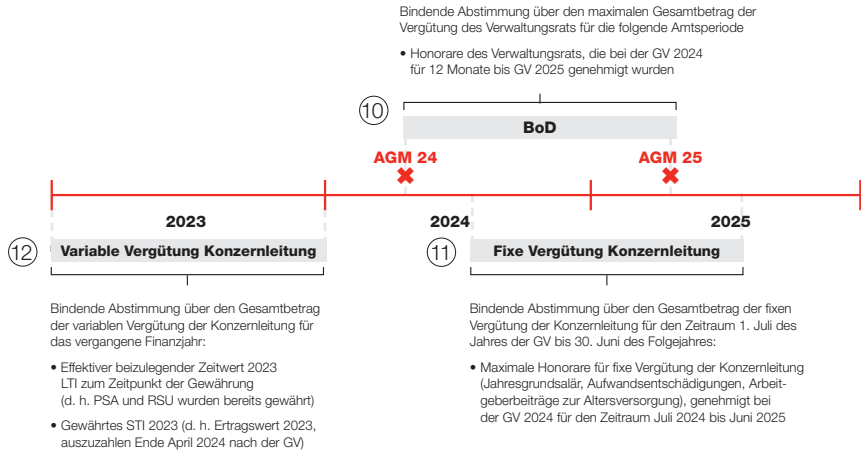 Bindende Abstimmung über den maximalen Gesamtbetrag der
Vergütung des Verwaltungsrats für die folgende Amtsperiode
• Honorare des Verwaltungsrats, die bei der GV 2024
für 12 Monate bis GV 2025 genehmigt wurden
10
BoD
AGM 24
AGM 25
2023
2024
2025
12
Variable Vergütung Konzernleitung
11
Fixe Vergütung Konzernleitung
Bindende Abstimmung über den Gesamtbetrag
der variablen Vergütung der Konzernleitung für
das vergangene Finanzjahr:
• Effektiver beizulegender Zeitwert 2023
LTI zum Zeitpunkt der Gewährung
(d. h. PSA und RSU wurden bereits gewährt)
• Gewährtes STI 2023 (d. h. Ertragswert 2023,
auszuzahlen Ende April 2024 nach der GV)
Bindende Abstimmung über den Gesamtbetrag der fixen
Vergütung der Konzernleitung für den Zeitraum 1. Juli des
Jahres der GV bis 30. Juni des Folgejahres:
• Maximale Honorare für fixe Vergütung der Konzernleitung
(Jahresgrundsalär, Aufwandsentschädigungen, Arbeit-
geberbeiträge zur Altersversorgung), genehmigt bei
der GV 2024 für den Zeitraum Juli 2024 bis Juni 2025